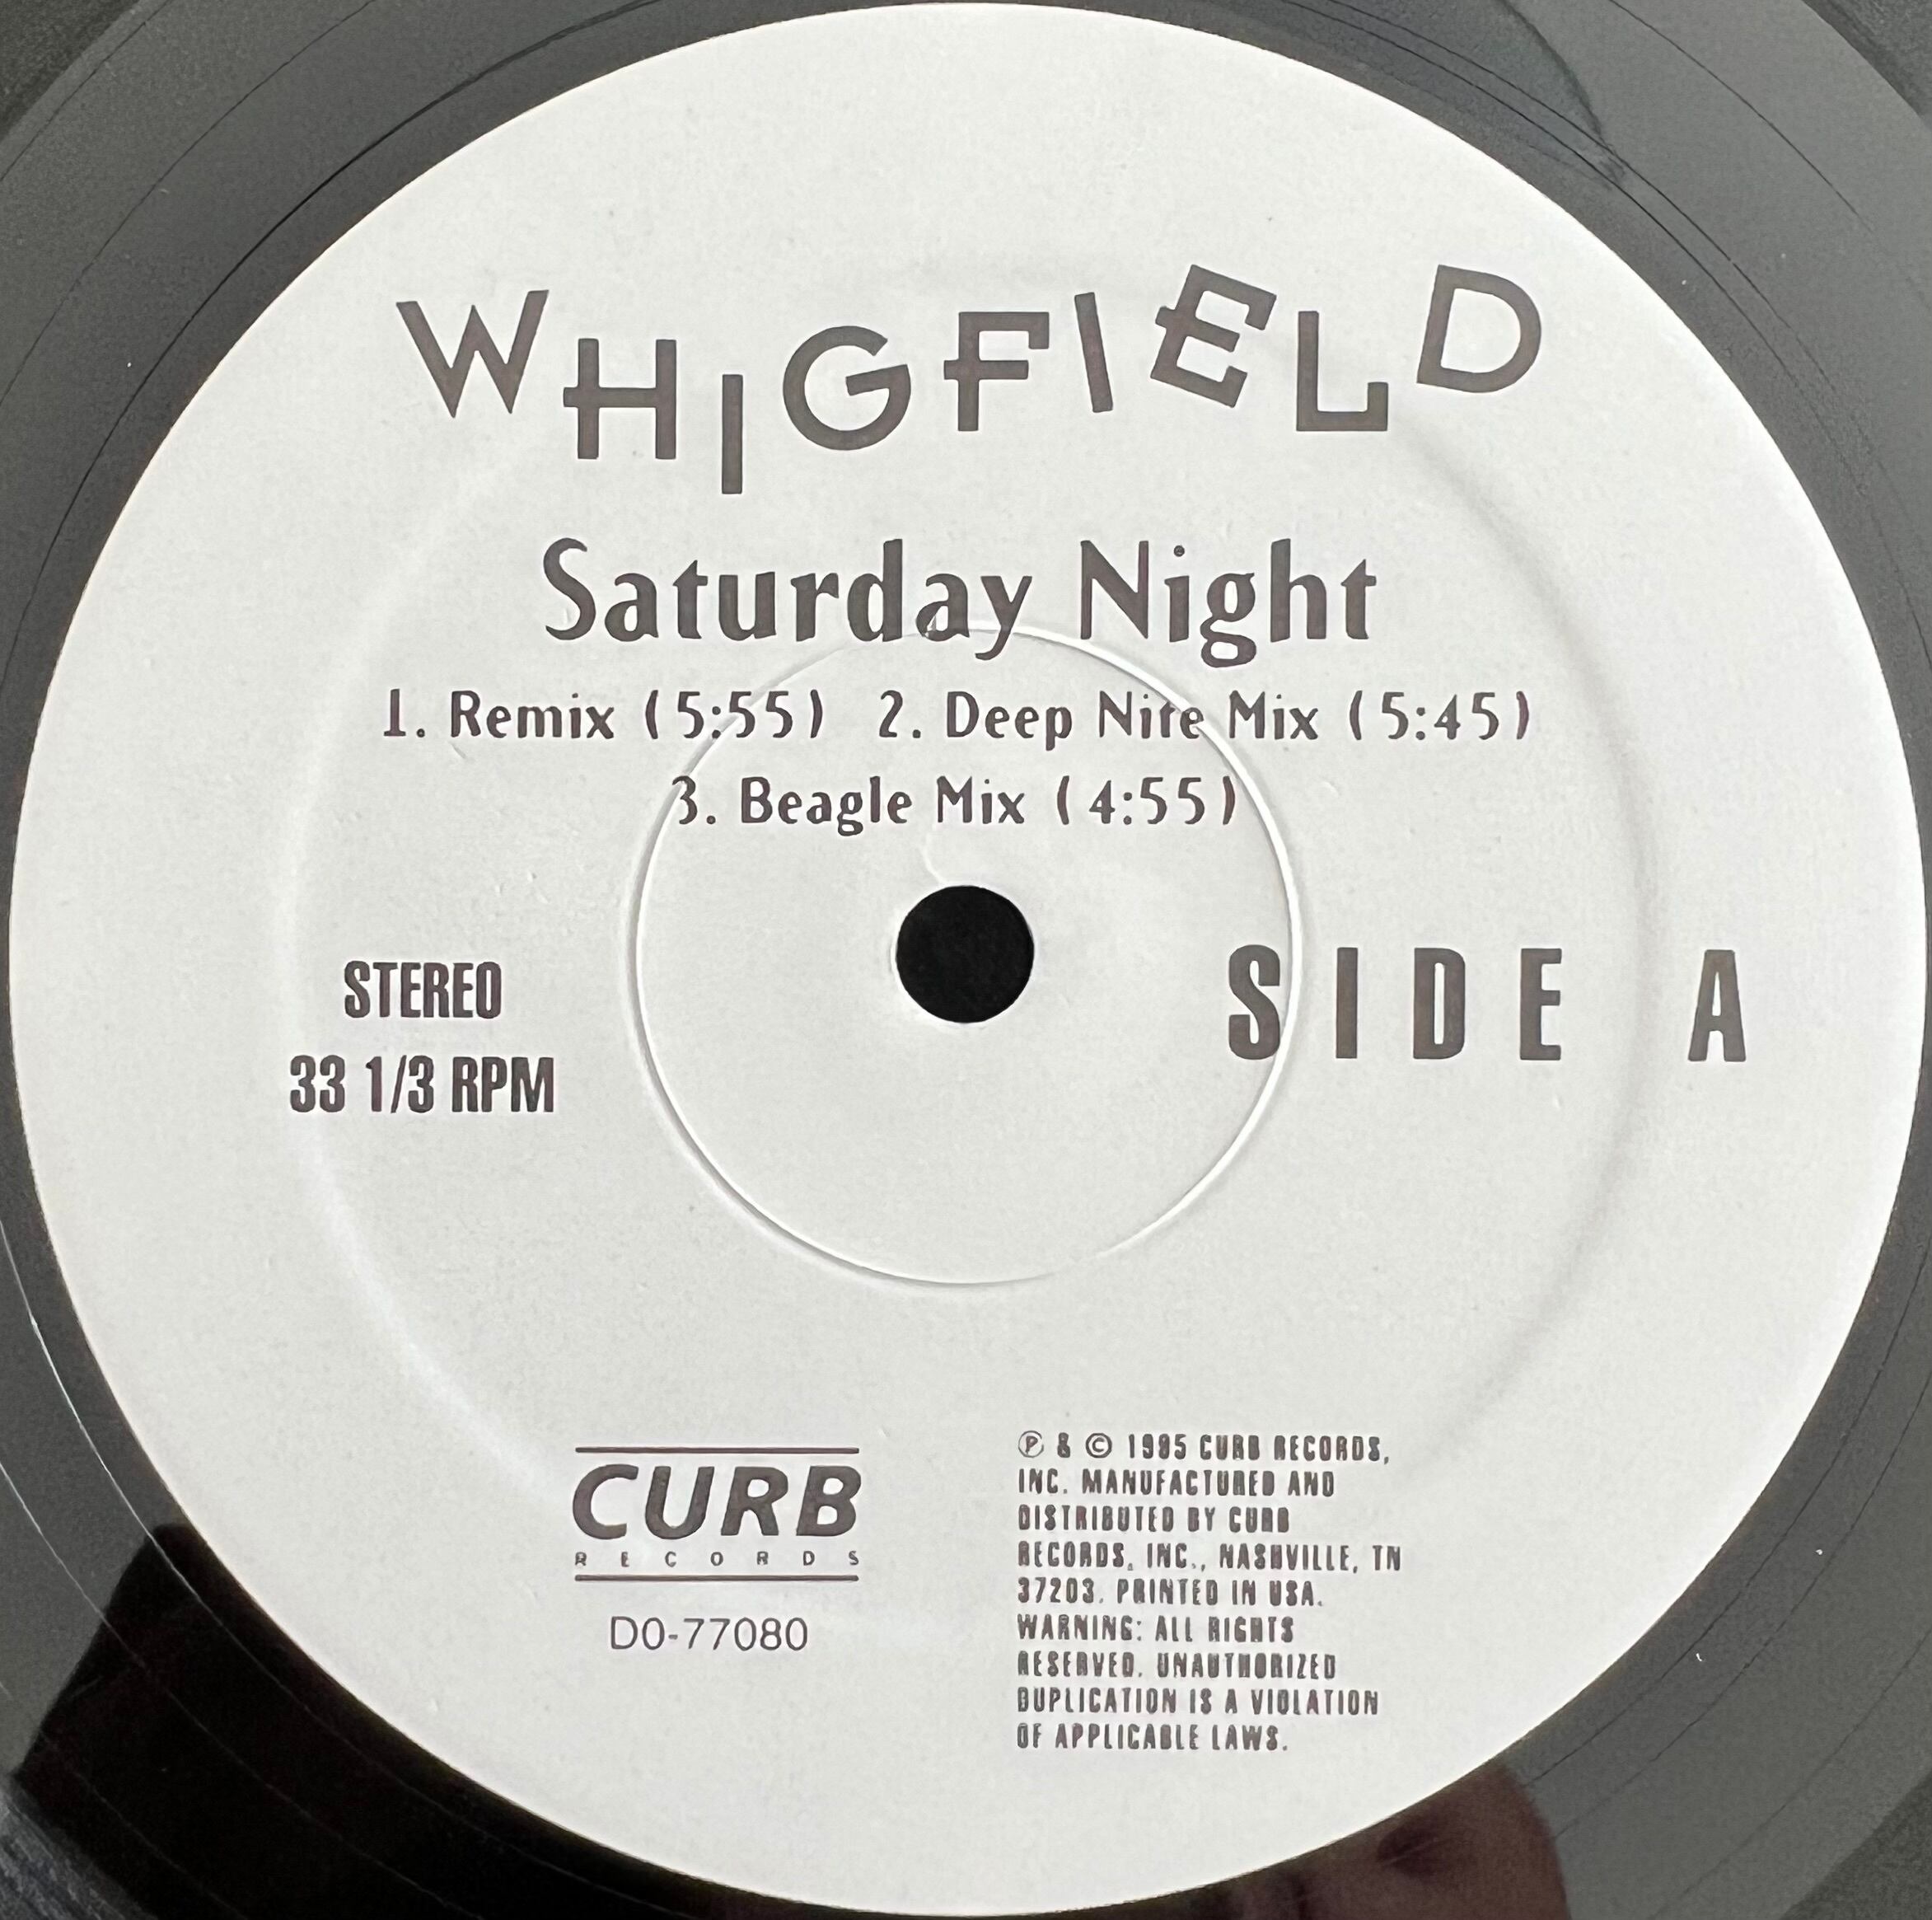 WHIGFIELD
Saturday Night
1. Remix (5:55) 2. Deep Nite Mix (5:45)
3. Beagle Mix (4:55)
STEREO
33 1/3 RPM
SIDE A
CURB
RECORDS
D0-77080
℗ & © 1995 CURB RECORDS,
INC. MANUFACTURED AND
DISTRIBUTED BY CURB
RECORDS, INC., NASHVILLE, TN
37203. PRINTED IN USA.
WARNING: ALL RIGHTS
RESERVED. UNAUTHORIZED
DUPLICATION IS A VIOLATION
OF APPLICABLE LAWS.